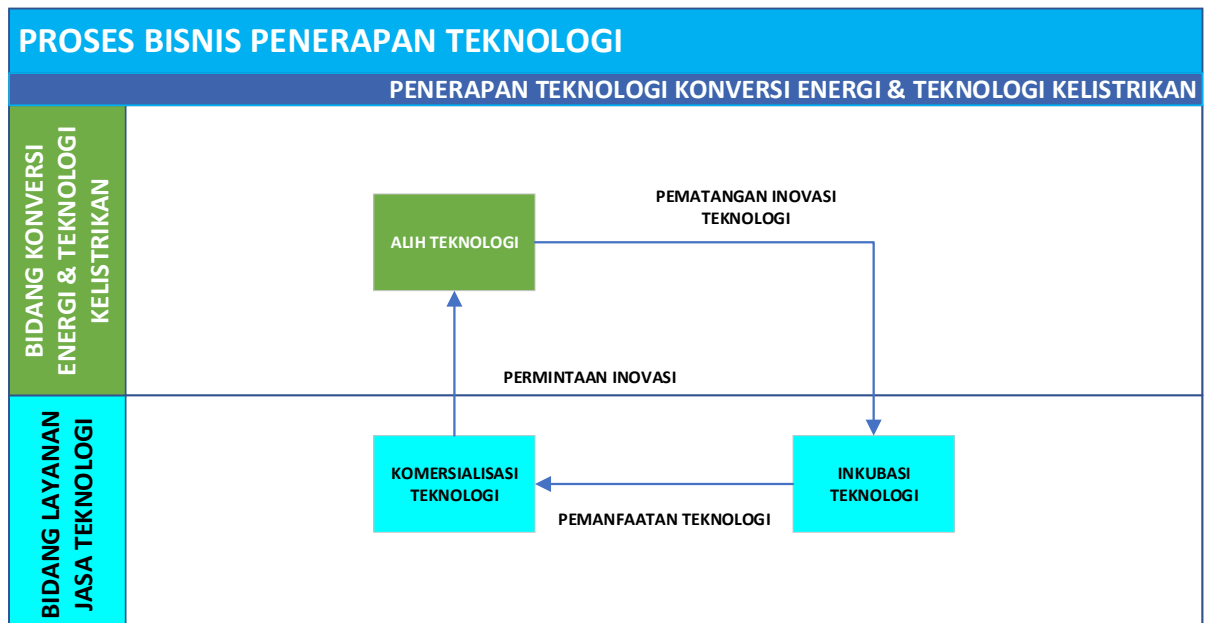 PROSES BISNIS PENERAPAN TEKNOLOGI
PENERAPAN TEKNOLOGI KONVERSI ENERGI & TEKNOLOGI KELISTRIKAN
BIDANG KONVERSI
ENERGI & TEKNOLOGI
KELISTRIKAN
PEMATANGAN INOVASI
TEKNOLOGI
ALIH TEKNOLOGI
PERMINTAAN INOVASI
BIDANG LAYANAN
JASA TEKNOLOGI
KOMERSIALISASI
TEKNOLOGI
INKUBASI
TEKNOLOGI
PEMANFAATAN TEKNOLOGI